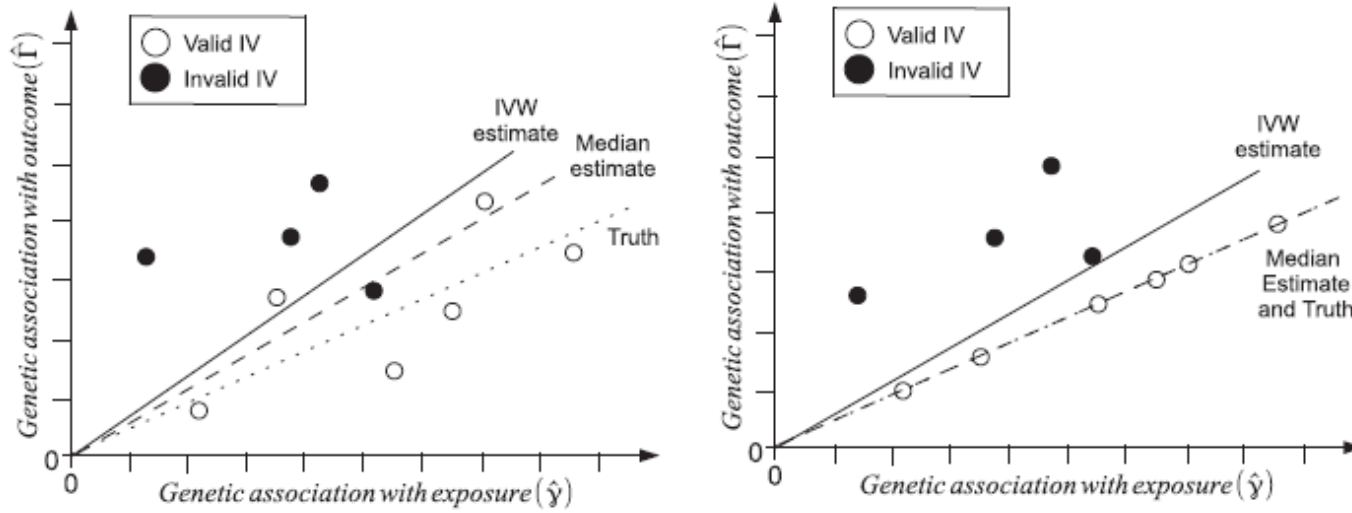 Genetic association with outcome (Γ̂)
Valid IV
Invalid IV
IVW
estimate
Median
estimate
Truth
0
0
Genetic association with exposure (γ̂)
Genetic association with outcome (Γ̂)
Valid IV
Invalid IV
IVW
estimate
Median
Estimate
and Truth
0
0
Genetic association with exposure (γ̂)